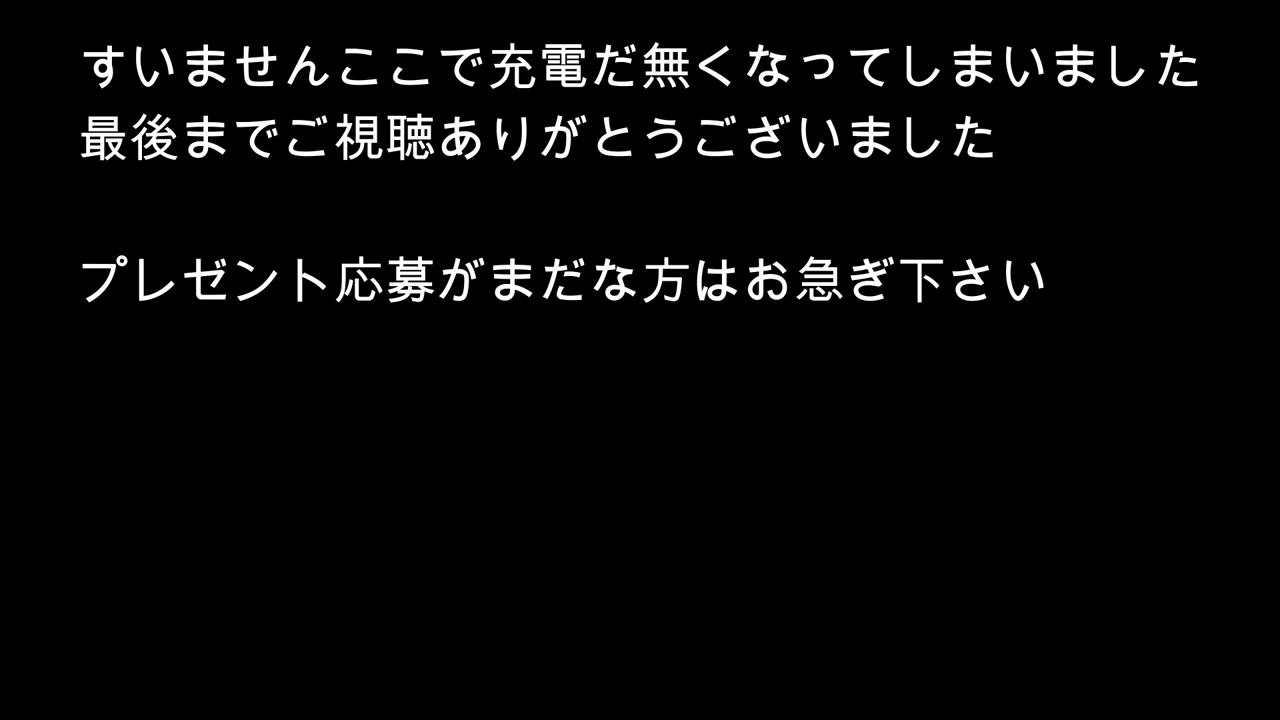 すいませんここで充電だ無くなってしまいました
最後までご視聴ありがとうございました
プレゼント応募がまだな方はお急ぎ下さい